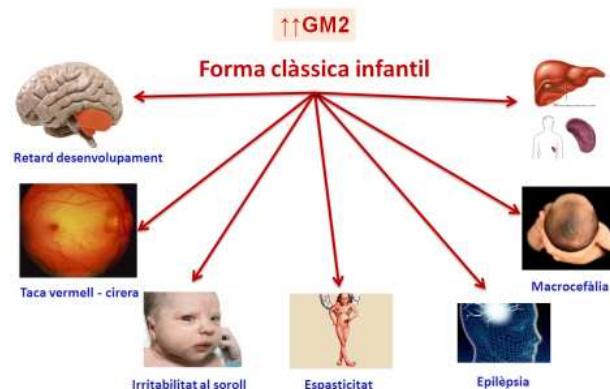 ↑↑GM2
Forma clàssica infantil
Retard desenvolupament
Taca vermell - cirera
Macrocefàlia
Irritabilitat al soroll
Espasticitat
Epilèpsia